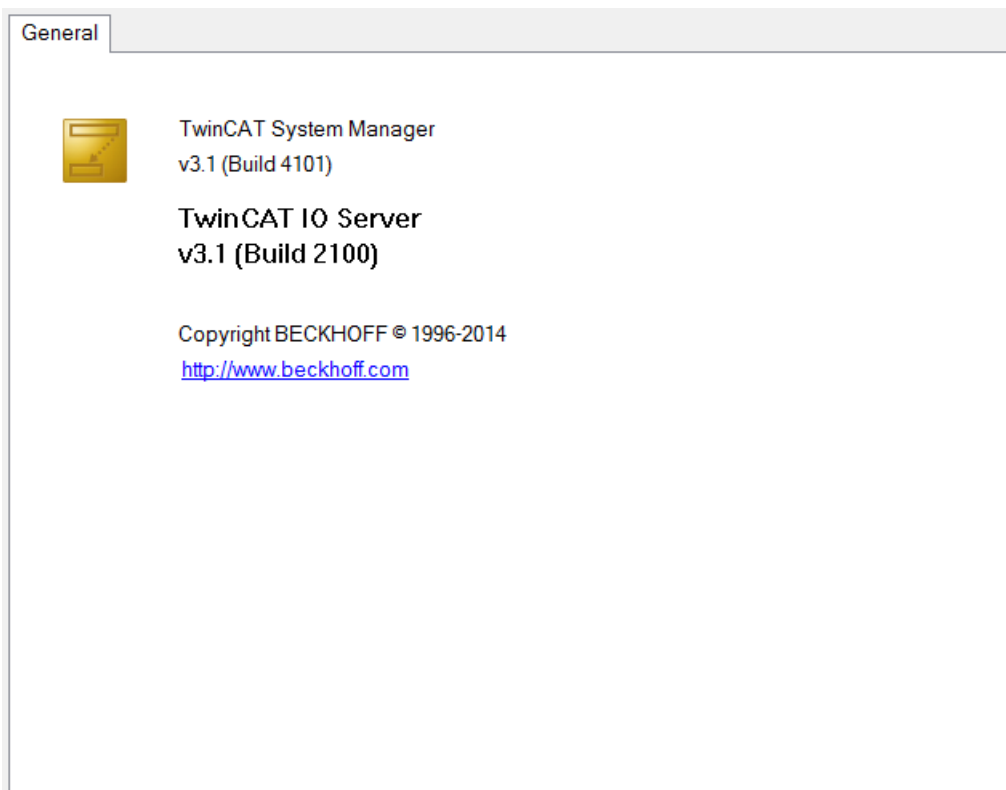 General
TwinCAT System Manager
v3.1 (Build 4101)
TwinCAT IO Server
v3.1 (Build 2100)
Copyright BECKHOFF © 1996-2014
http://www.beckhoff.com